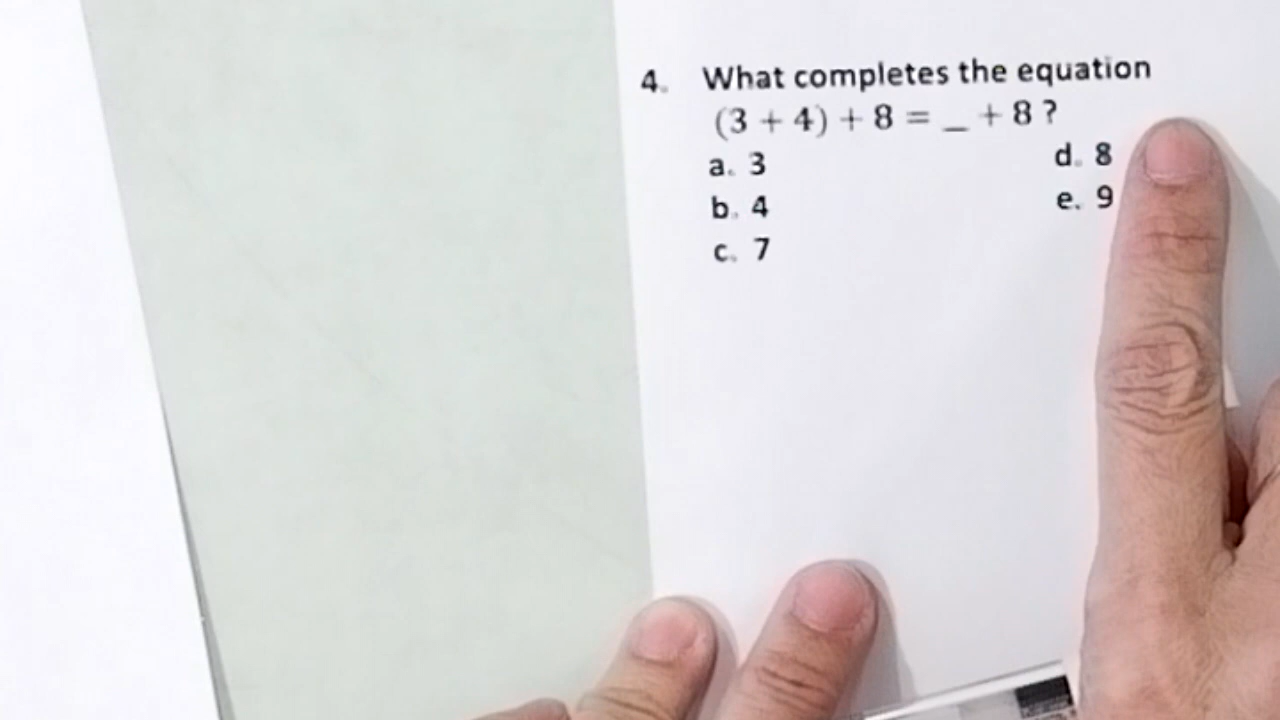 4. What completes the equation
(3 + 4) + 8 = _ + 8 ?
a. 3 d. 8
b. 4 e. 9
c. 7